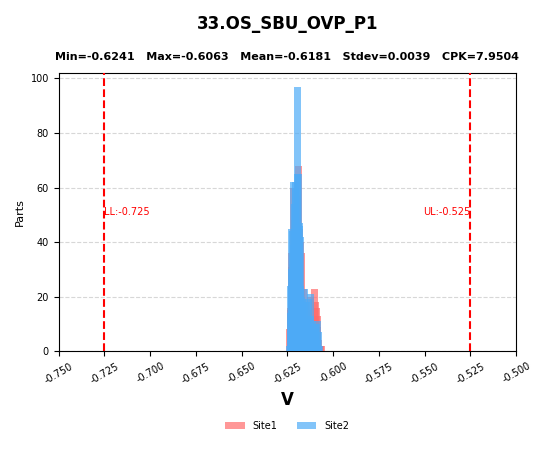 33.OS_SBU_OVP_P1
Min=-0.6241 Max=-0.6063 Mean=-0.6181 Stdev=0.0039 CPK=7.9504
100
80
60
40
20
0
Parts
LL:-0.725
UL:-0.525
-0.750
-0.725
-0.700
-0.675
-0.650
-0.625
-0.600
-0.575
-0.550
-0.525
-0.500
V
Site1
Site2